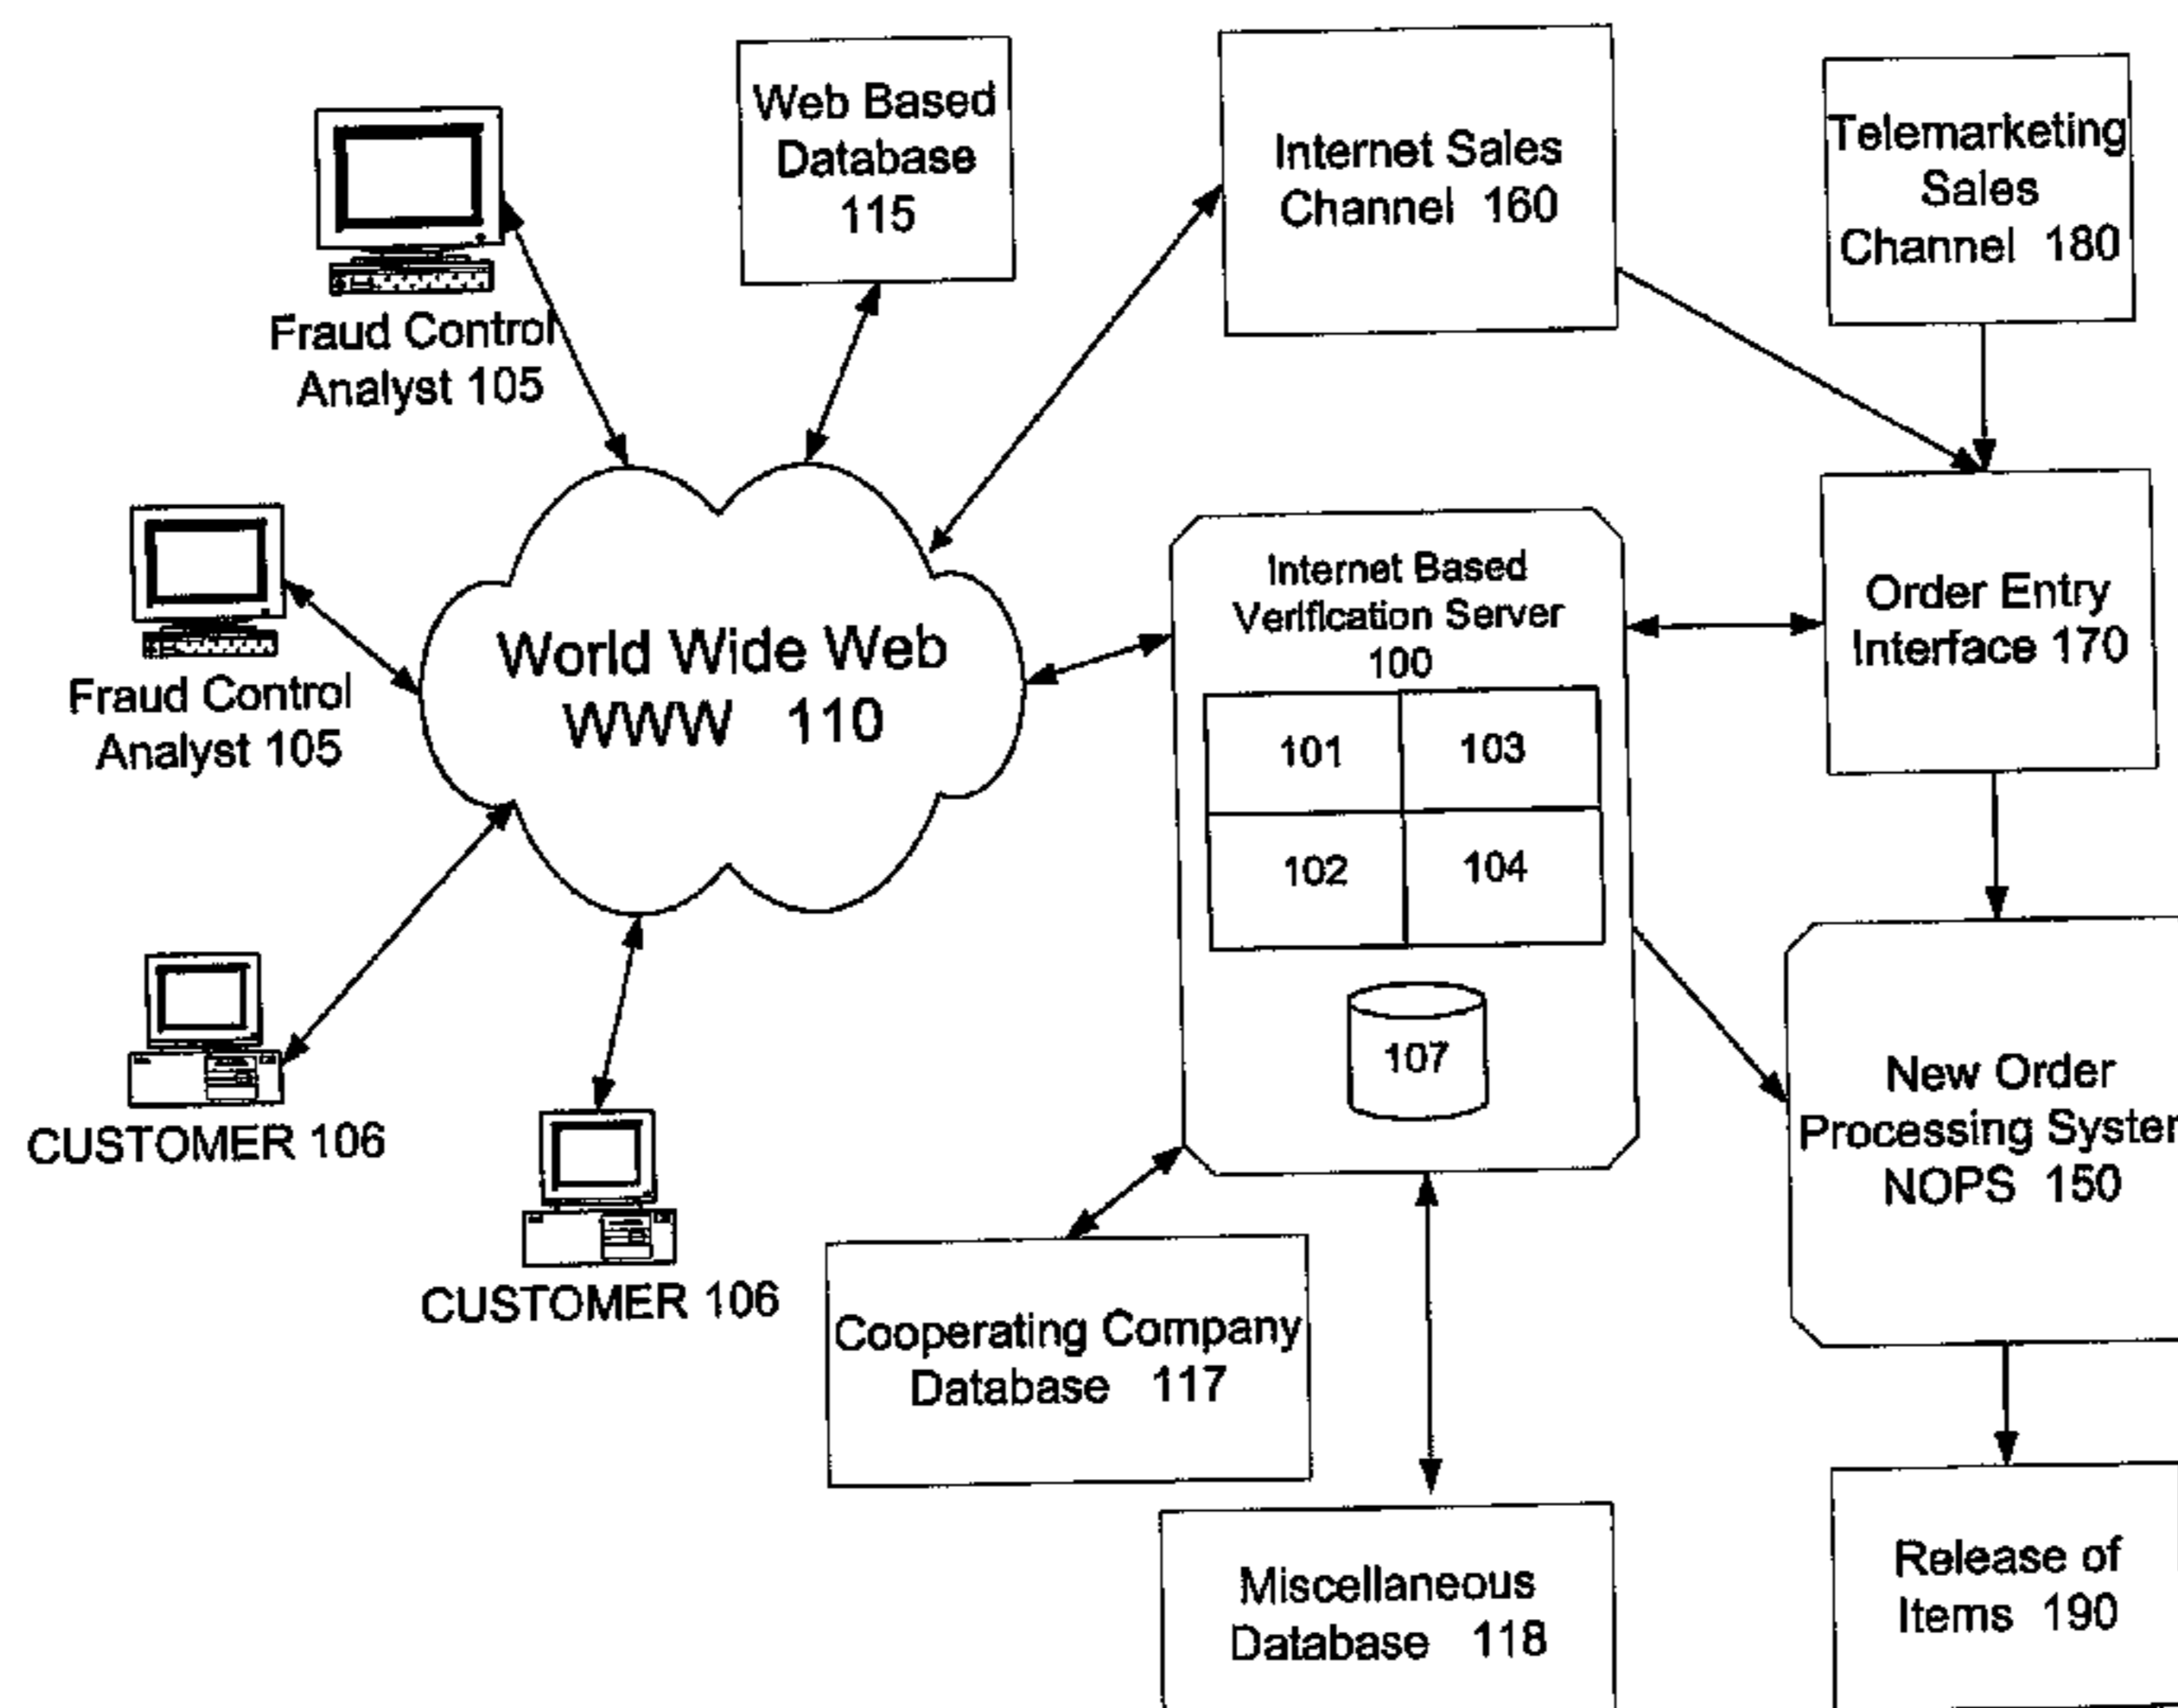 Web Based
Database
115
Internet Sales
Channel 160
Telemarketing
Sales
Channel 180
Fraud Control
Analyst 105
Fraud Control
Analyst 105
World Wide Web
WWW 110
Internet Based
Verification Server
100
101
103
102
104
107
Order Entry
Interface 170
CUSTOMER 106
CUSTOMER 106
New Order
Processing System
NOPS 150
Cooperating Company
Database 117
Miscellaneous
Database 118
Release of
Items 190